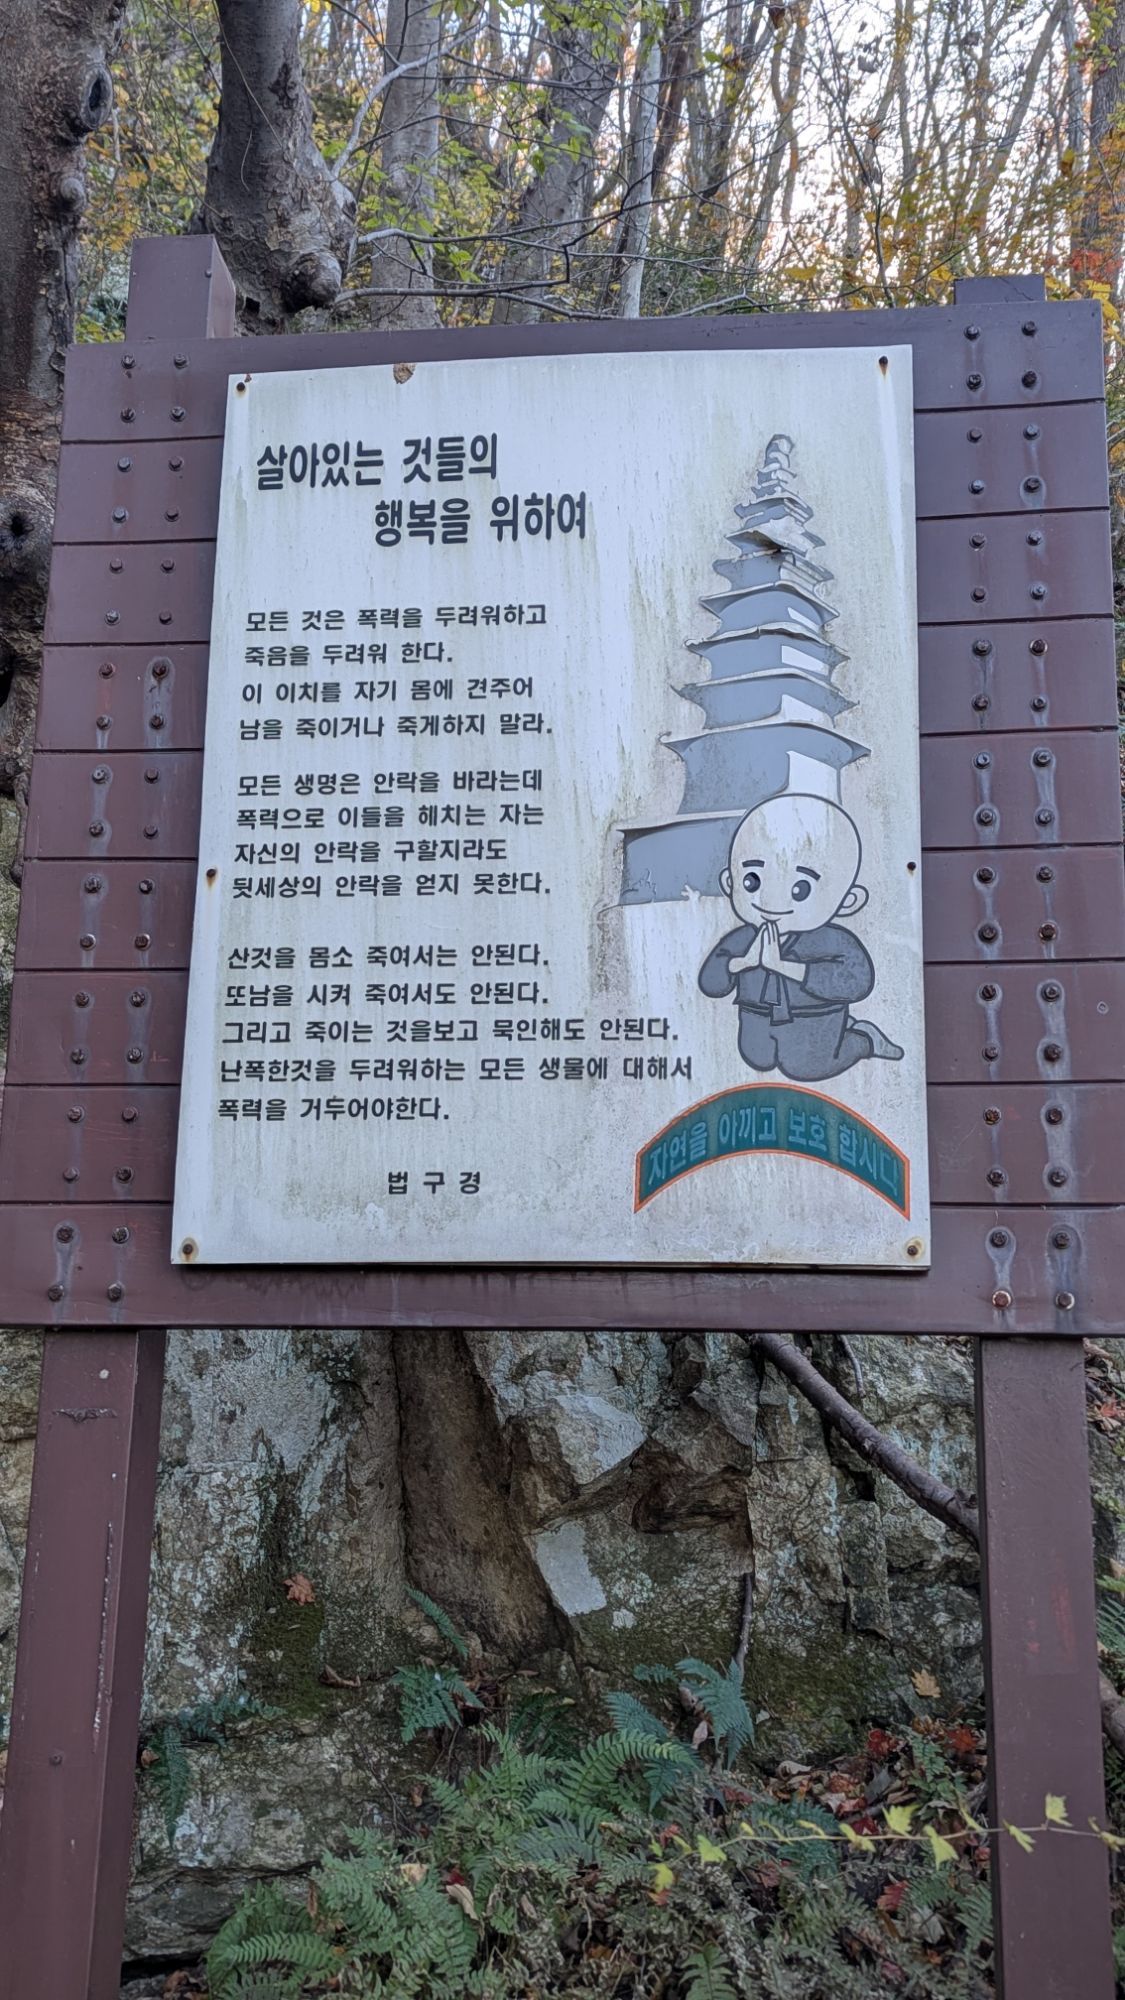 살아있는 것들의
행복을 위하여
모든 것은 폭력을 두려워하고
죽음을 두려워 한다.
이 이치를 자기 몸에 견주어
남을 죽이거나 죽게하지 말라.
모든 생명은 안락을 바라는데
폭력으로 이들을 헤치는 자는
자신의 안락을 구할지라도
뒷세상의 안락을 얻지 못한다.
산것을 몸소 죽여서는 안된다.
또남을 시켜 죽여서도 안된다.
그리고 죽이는 것을보고 묵인해도 안된다.
난폭한것을 두려워하는 모든 생물에 대해서
폭력을 거두어야한다.
법 구 경
자연을 아끼고 보호 합시다